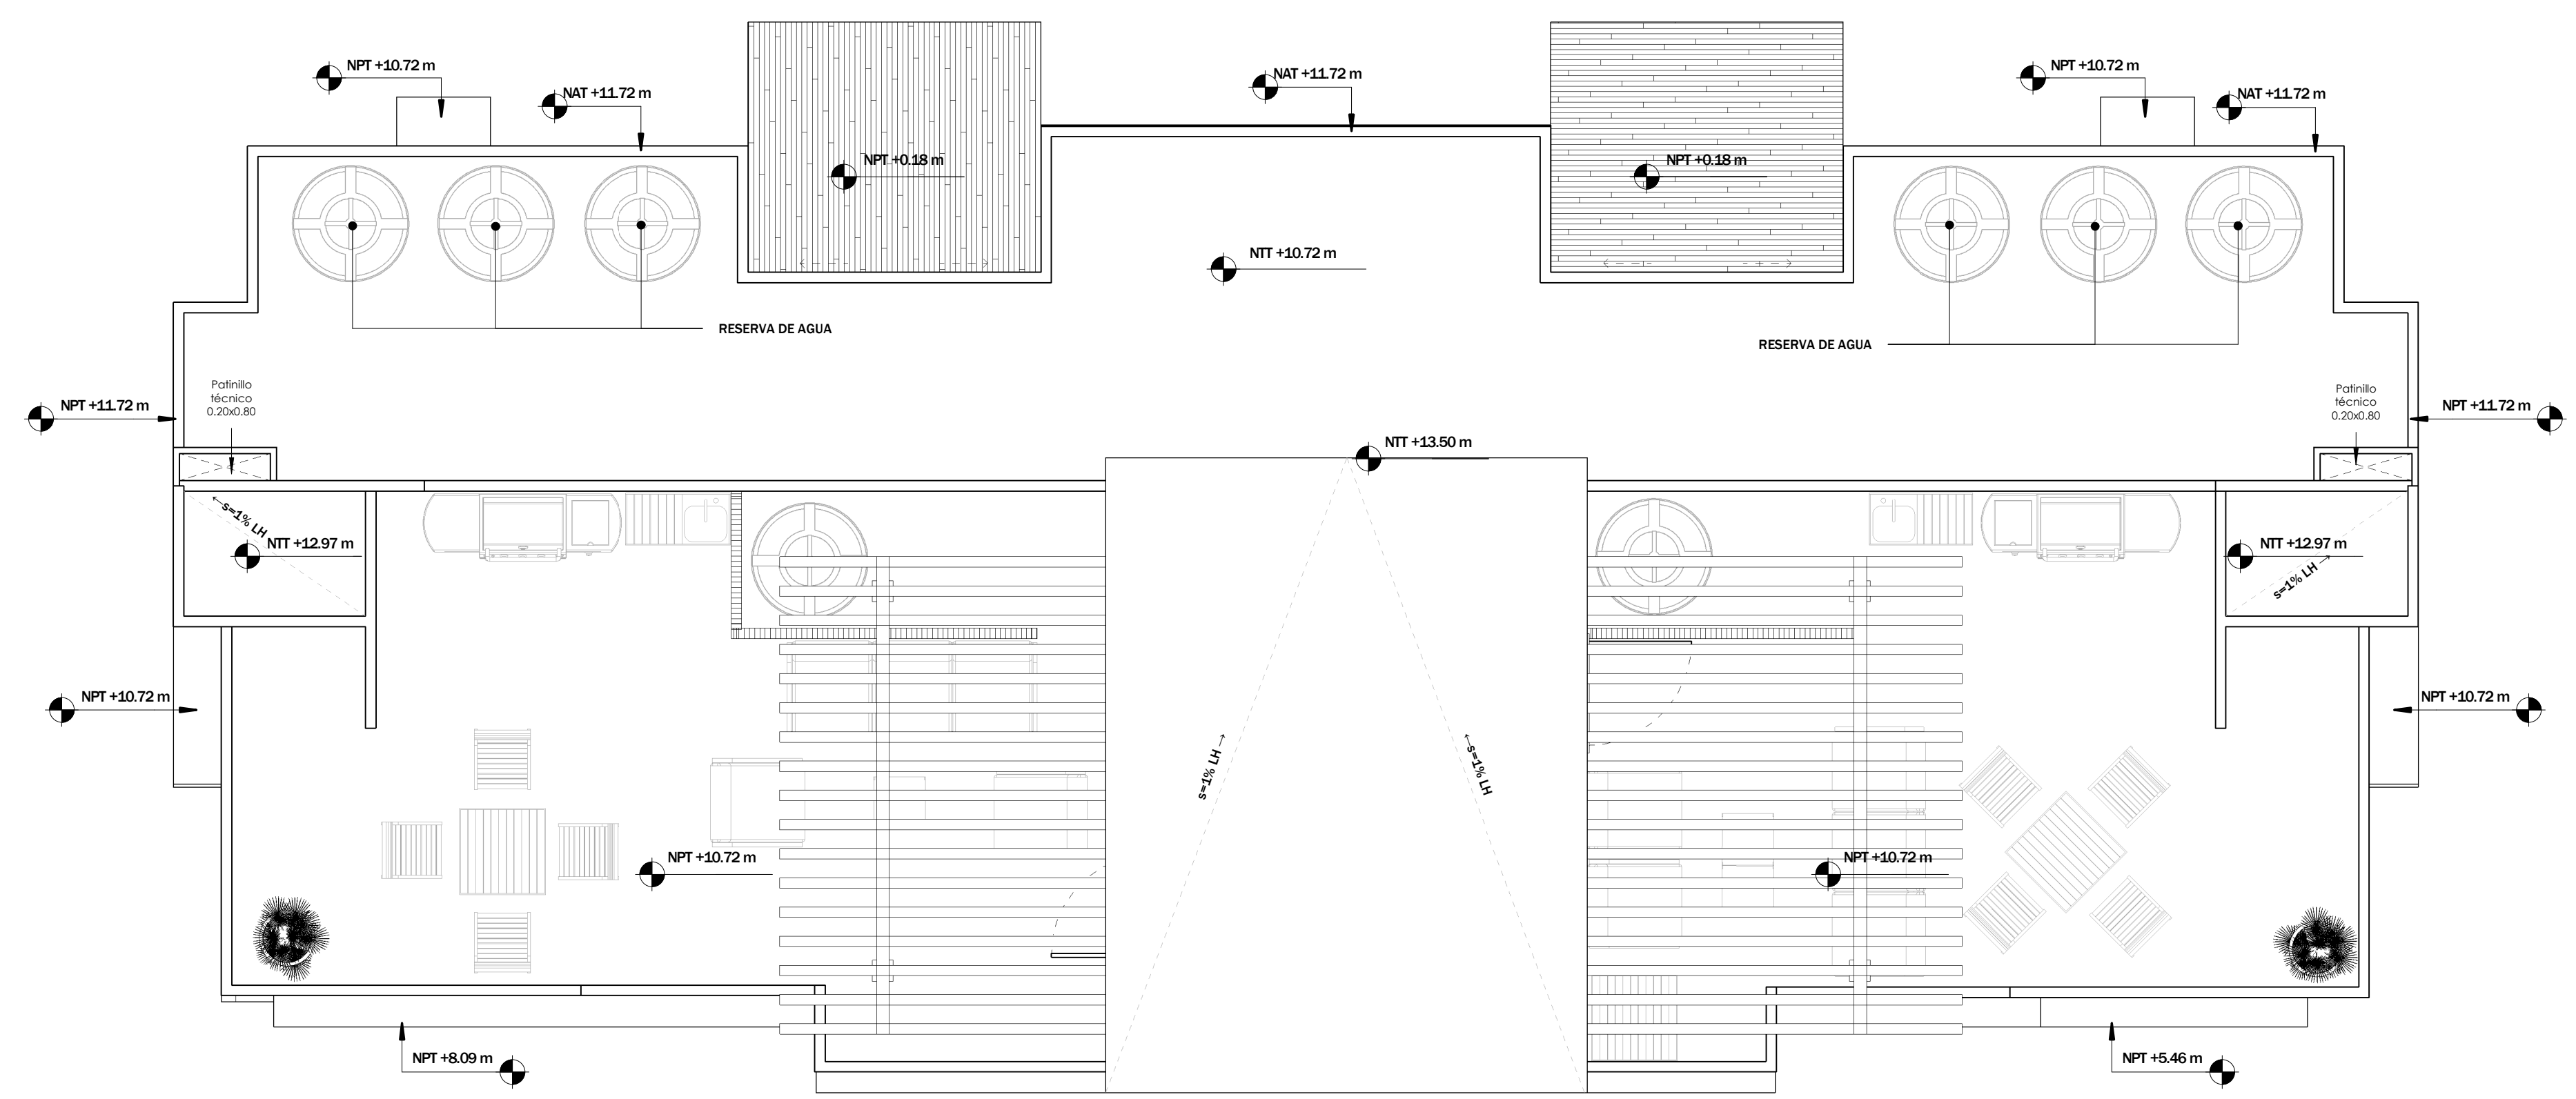 NPT +10.72 m
NAT +11.72 m
NAT +11.72 m
NPT +10.72 m
NAT +11.72 m
NPT +0.18 m
NPT +0.18 m
NTT +10.72 m
RESERVA DE AGUA
RESERVA DE AGUA
Patinillo
técnico
0.20x0.80
Patinillo
técnico
0.20x0.80
NPT +11.72 m
NPT +11.72 m
NTT +13.50 m
s=1% LH
NTT +12.97 m
NTT +12.97 m
s=1% LH
NPT +10.72 m
NPT +10.72 m
s=1% LH
s=1% LH
NPT +10.72 m
NPT +10.72 m
NPT +8.09 m
NPT +5.46 m